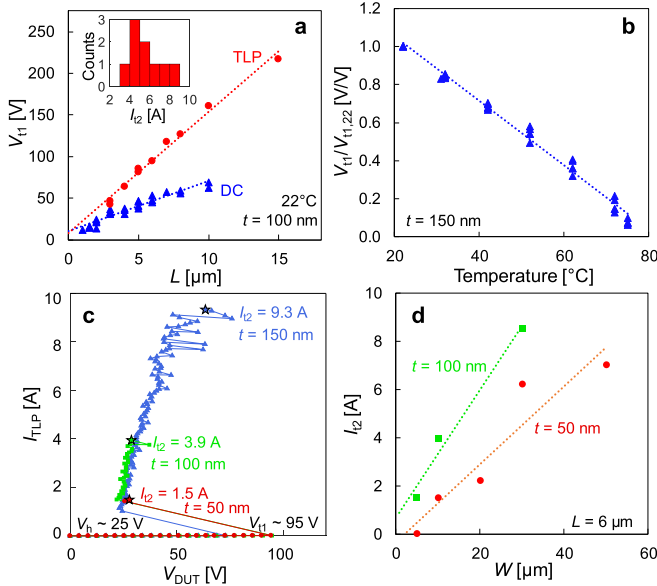 a
250
200
150
100
50
0
V_t1 [V]
0 5 10 15
L [µm]
TLP
DC
22°C
t = 100 nm
3
2
1
0
Counts
2 4 6 8 10
I_t2 [A]
b
1.2
1.0
0.8
0.6
0.4
0.2
0.0
V_t1/V_t1,22 [V/V]
t = 150 nm
20 40 60 80
Temperature [°C]
c
10
8
6
4
2
0
I_TLP [A]
I_t2 = 9.3 A
t = 150 nm
I_t2 = 3.9 A
t = 100 nm
I_t2 = 1.5 A
t = 50 nm
V_h ~ 25 V
V_t1 ~ 95 V
0 50 100
V_DUT [V]
d
10
8
6
4
2
0
I_t2 [A]
t = 100 nm
t = 50 nm
L = 6 µm
0 20 40 60
W [µm]